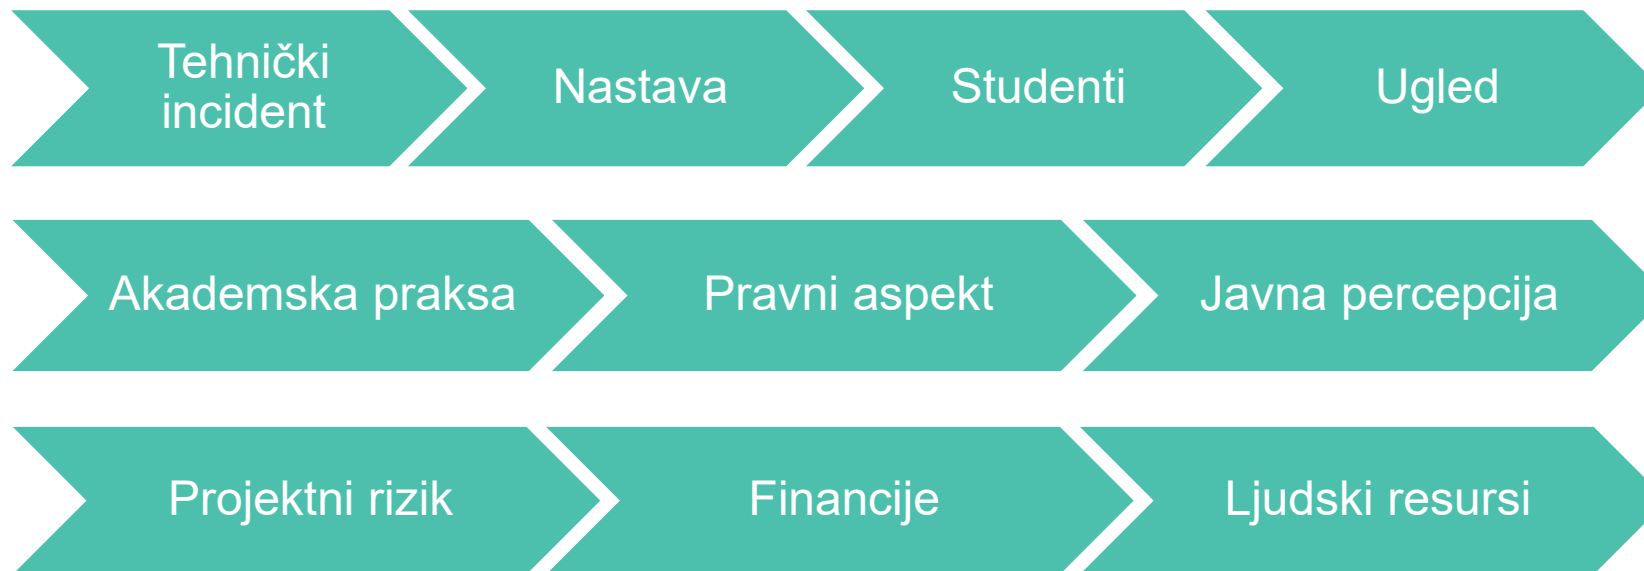 Tehnički
incident
Nastava
Studenti
Ugled
Akademska praksa
Pravni aspekt
Javna percepcija
Projektni rizik
Financije
Ljudski resursi